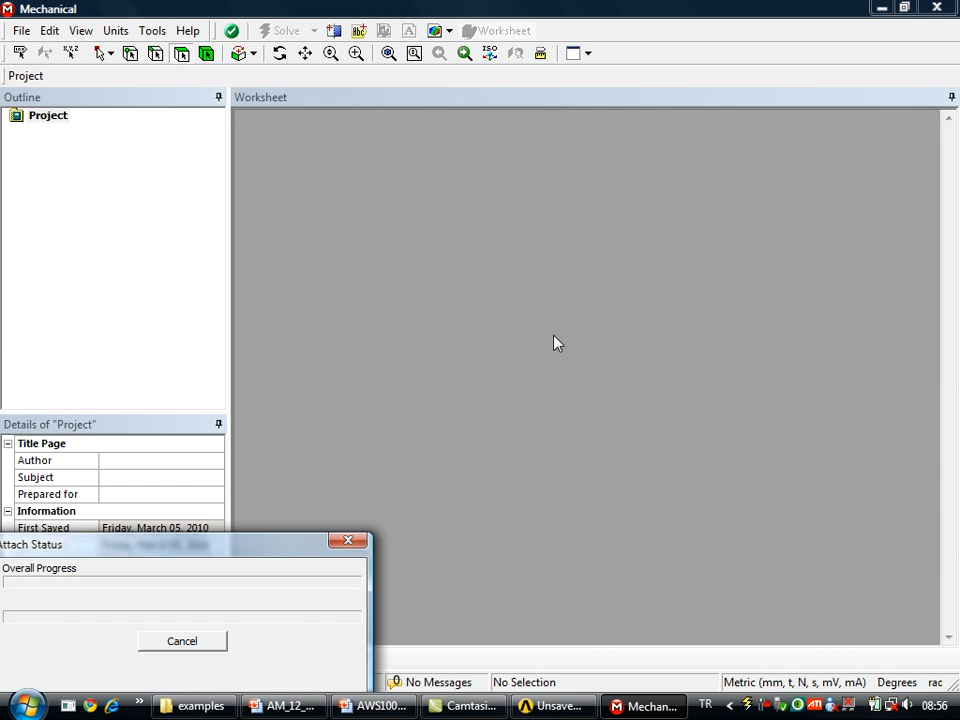 Mechanical
File Edit View Units Tools Help Solve Worksheet
X,Y,Z ISO
Project
Outline
Worksheet
Project
Details of "Project"
Title Page
Author
Subject
Prepared for
Information
First Saved Friday, March 05, 2010
Attach Status
Overall Progress
Cancel
0 No Messages
No Selection
Metric (mm, t, N, s, mV, mA) Degrees rac
examples
AM_12_...
AWS100...
Camtasi...
Unsave...
Mechan...
TR
08:56